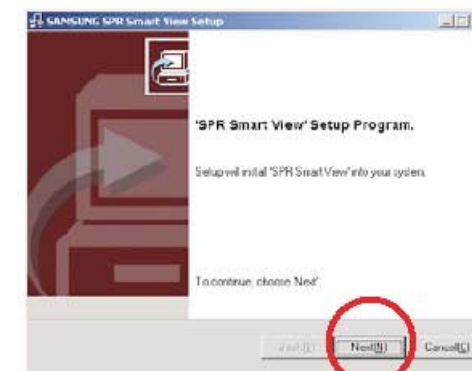 SAMSUNG SPR Smart View Setup
'SPR Smart View' Setup Program.
Setup will install 'SPR Smart View' into your system.
To continue, choose 'Next'
Next(N) Cancel(C)